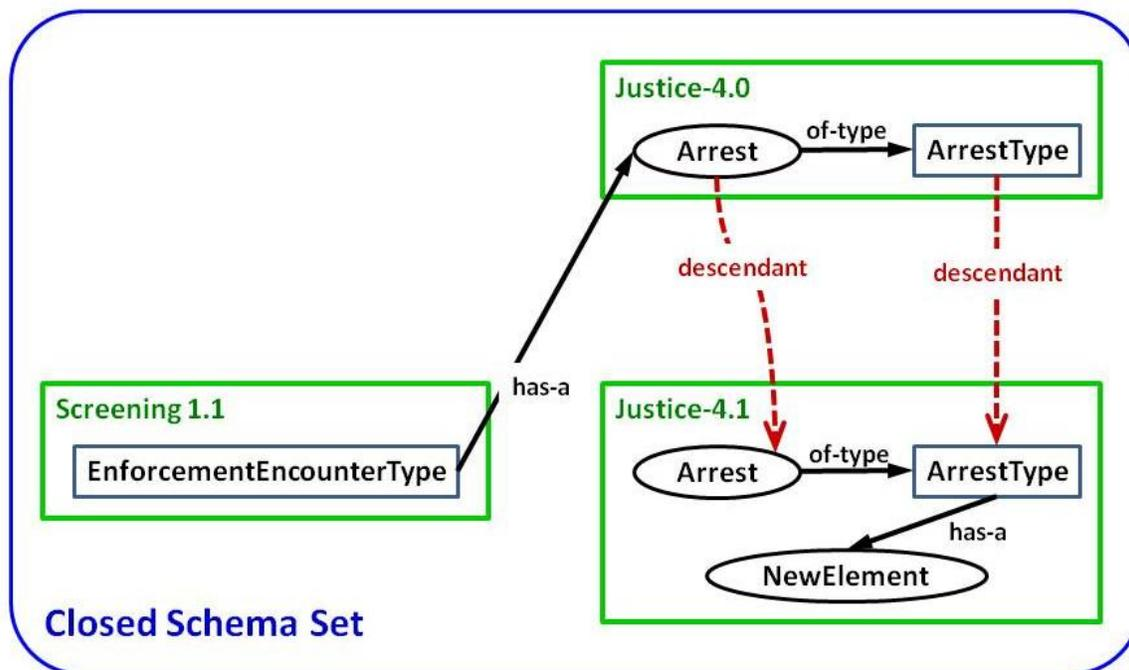 Justice-4.0
Arrest
of-type
ArrestType
descendant
descendant
has-a
Screening 1.1
EnforcementEncounterType
Justice-4.1
Arrest
of-type
ArrestType
has-a
NewElement
Closed Schema Set